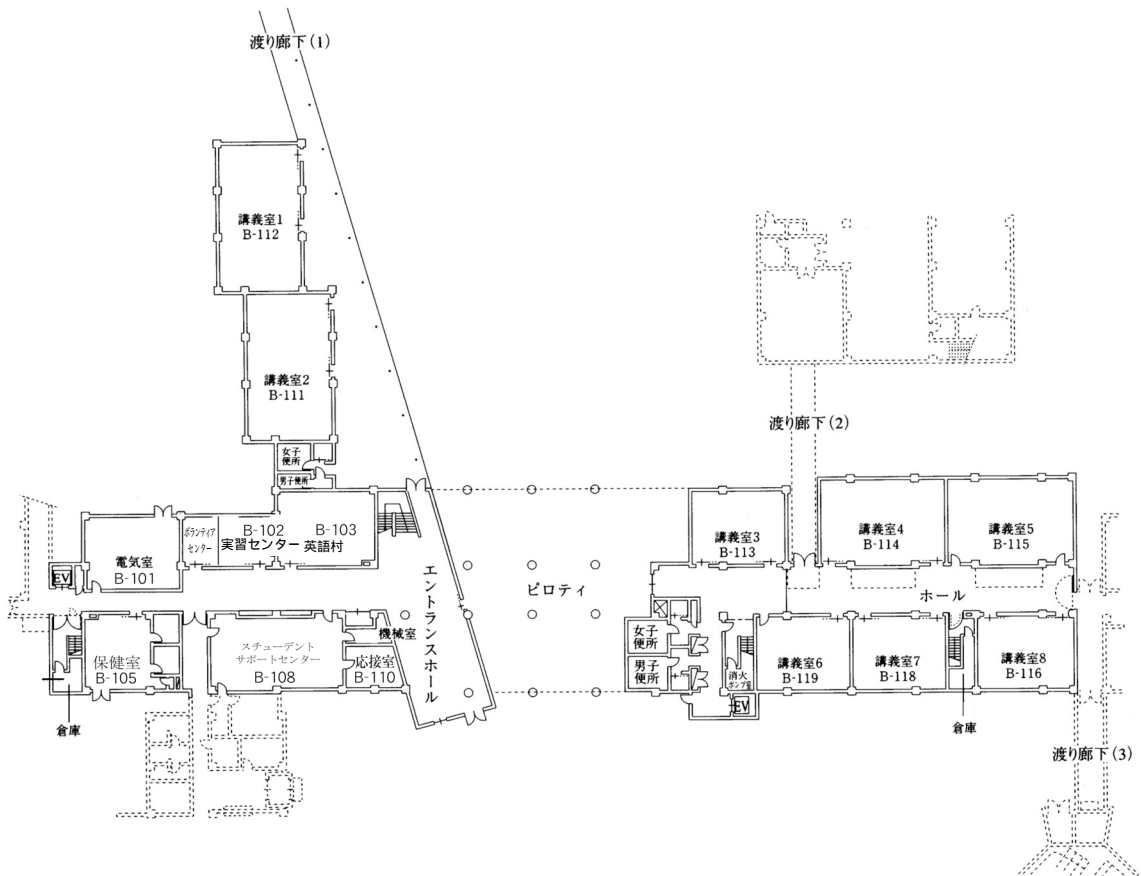 渡り廊下(1)
講義室1
B-112
講義室2
B-111
渡り廊下(2)
女子
便所
男子便所
ボランティア
センター
B-102
実習センター
B-103
英語村
電気室
B-101
EV
講義室3
B-113
講義室4
B-114
講義室5
B-115
エントランスホール
ピロティ
ホール
機械室
保健室
B-105
スチューデント
サポートセンター
B-108
応接室
B-110
女子
便所
男子
便所
消火
ポンプ室
EV
講義室6
B-119
講義室7
B-118
講義室8
B-116
倉庫
倉庫
渡り廊下(3)